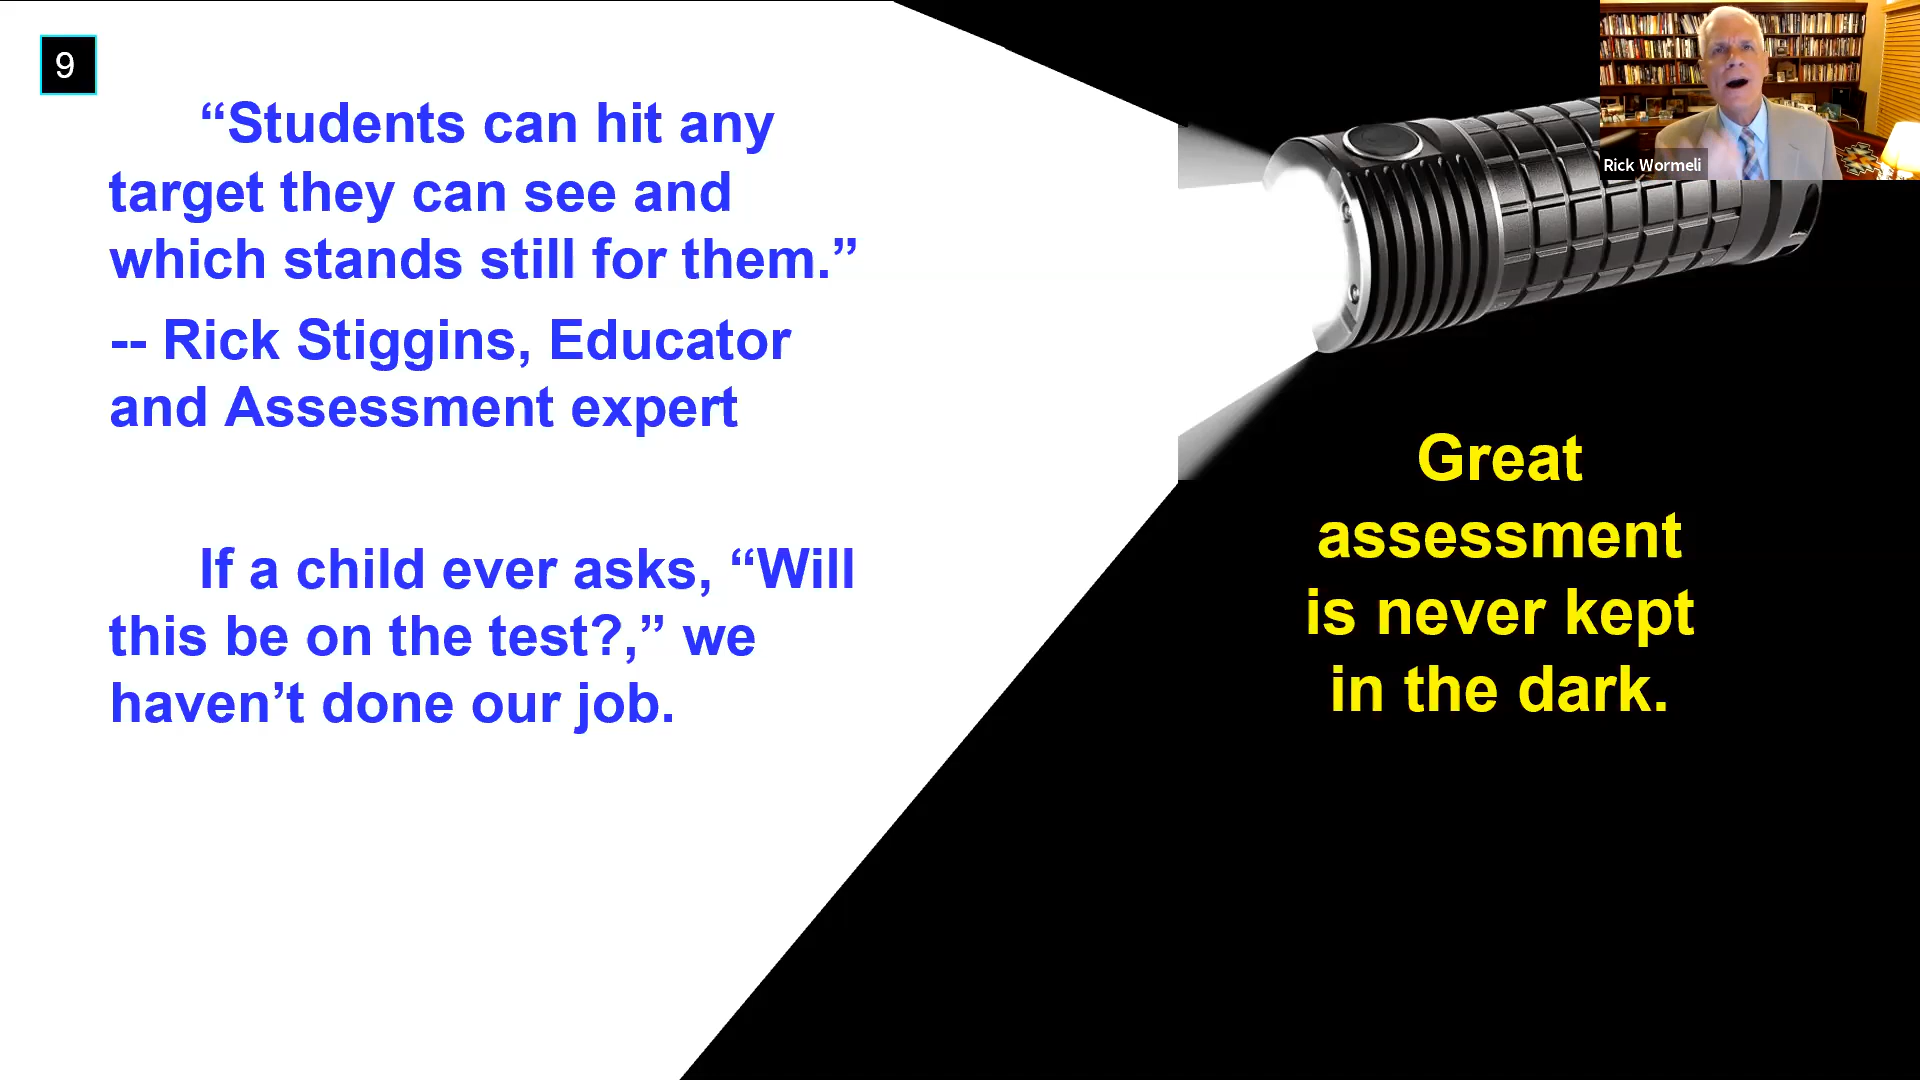 9
“Students can hit any
target they can see and
which stands still for them.”
-- Rick Stiggins, Educator
and Assessment expert
If a child ever asks, “Will
this be on the test?,” we
haven’t done our job.
Rick Wormeli
Great
assessment
is never kept
in the dark.